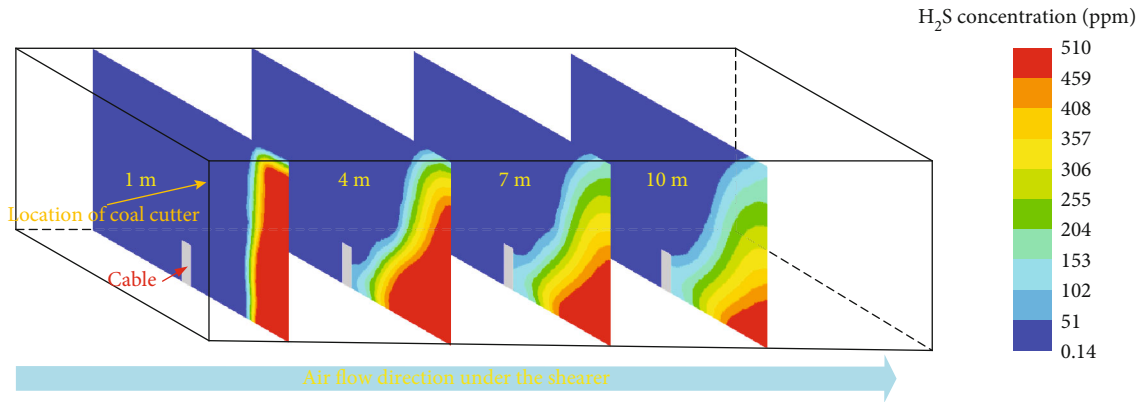 H₂S concentration (ppm)
510
459
408
357
306
255
204
153
102
51
0.14
1 m
4 m
7 m
10 m
Location of coal cutter
Cable
Air flow direction under the shearer